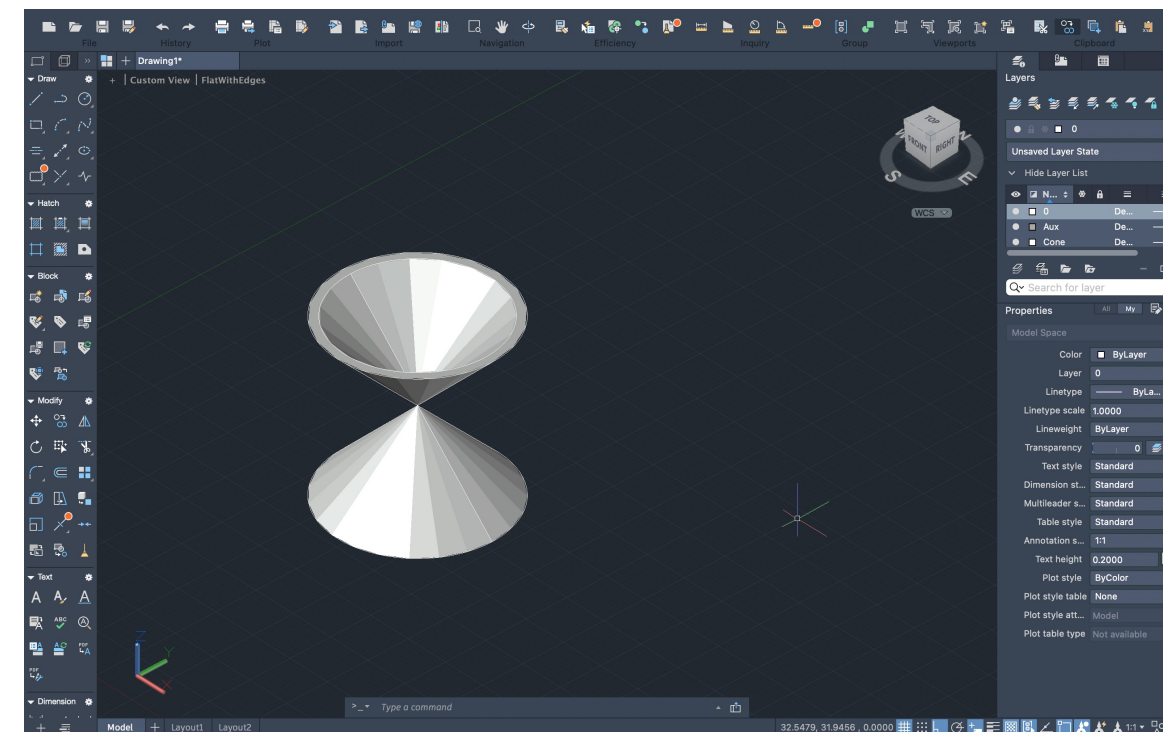 File
History
Plot
Import
Navigation
Efficiency
Inquiry
Group
Viewports
Clipboard
Drawing1*
+ | Custom View | FlatWithEdges
Draw
Hatch
Block
Modify
Text
Dimension
TOP
FRONT
RIGHT
W
N
S
E
WCS
Z
Y
X
>_ Type a command
Model
Layout1
Layout2
32.5479, 31.9456 , 0.0000
1:1
Layers
0
Unsaved Layer State
Hide Layer List
N...
0 De...
Aux De...
Cone De...
Search for layer
Properties
All My
Model Space
Color ByLayer
Layer 0
Linetype ByLa...
Linetype scale 1.0000
Lineweight ByLayer
Transparency 0
Text style Standard
Dimension st... Standard
Multileader s... Standard
Table style Standard
Annotation s... 1:1
Text height 0.2000
Plot style ByColor
Plot style table None
Plot style att... Model
Plot table type Not available